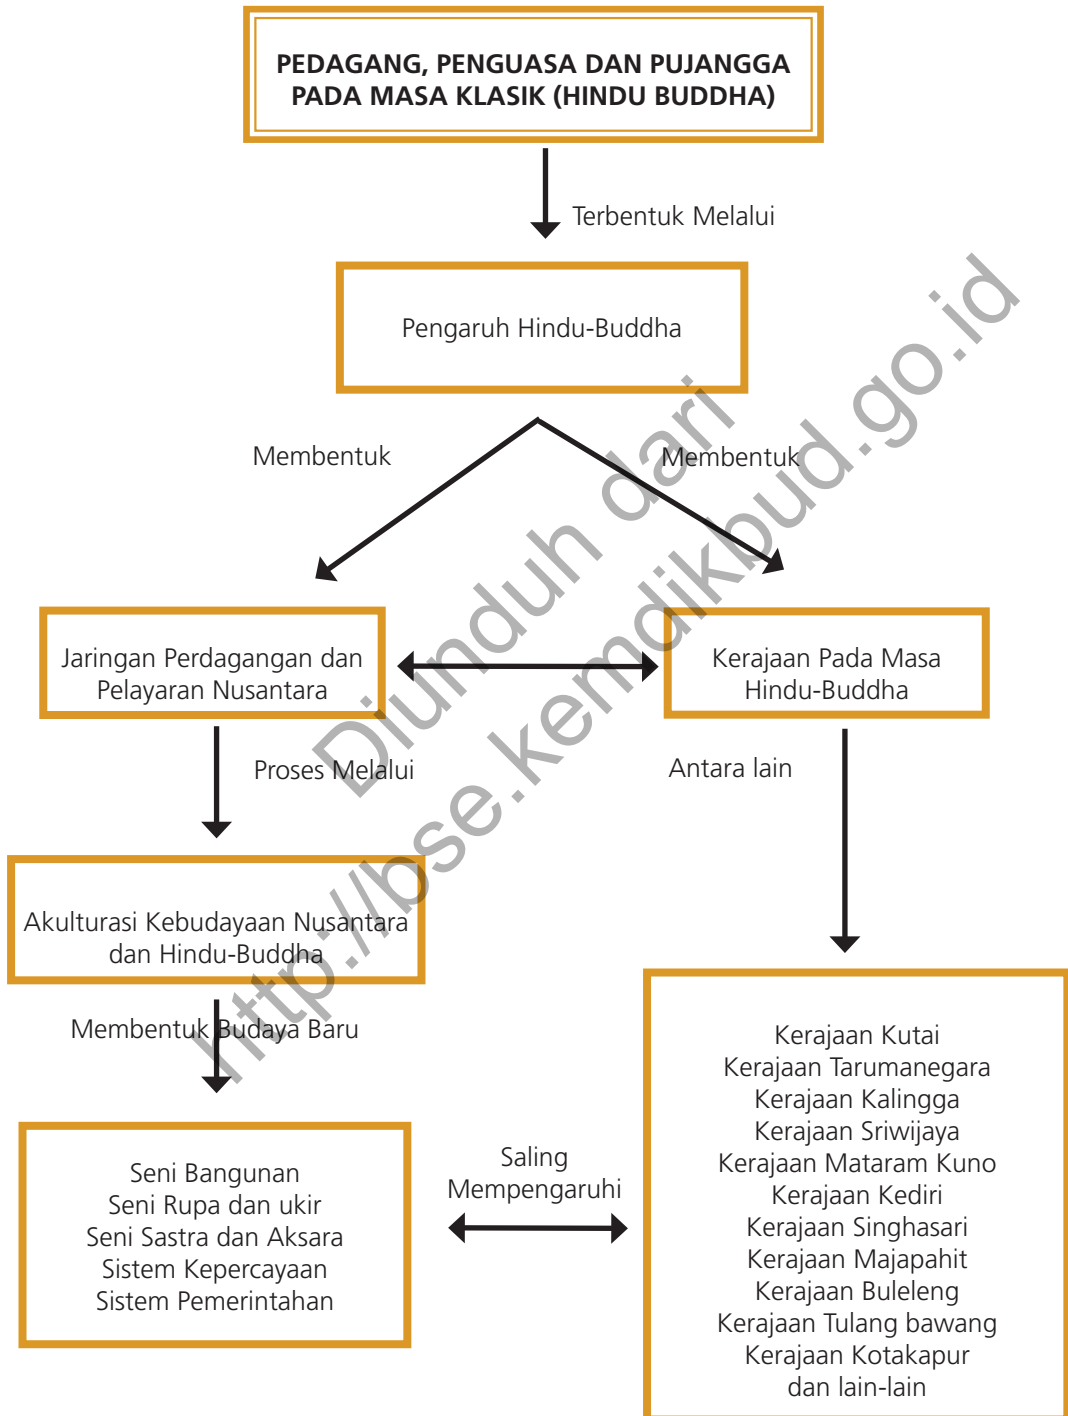 PEDAGANG, PENGUASA DAN PUJANGGA
PADA MASA KLASIK (HINDU BUDDHA)
Terbentuk Melalui
Pengaruh Hindu-Buddha
Membentuk
Membentuk
Jaringan Perdagangan dan
Pelayaran Nusantara
Kerajaan Pada Masa
Hindu-Buddha
Proses Melalui
Antara lain
Akulturasi Kebudayaan Nusantara
dan Hindu-Buddha
Membentuk Budaya Baru
Seni Bangunan
Seni Rupa dan ukir
Seni Sastra dan Aksara
Sistem Kepercayaan
Sistem Pemerintahan
Saling
Mempengaruhi
Kerajaan Kutai
Kerajaan Tarumanegara
Kerajaan Kalingga
Kerajaan Sriwijaya
Kerajaan Mataram Kuno
Kerajaan Kediri
Kerajaan Singhasari
Kerajaan Majapahit
Kerajaan Buleleng
Kerajaan Tulang bawang
Kerajaan Kotakapur
dan lain-lain
Diunduh dari
http://bse.kemdikbud.go.id